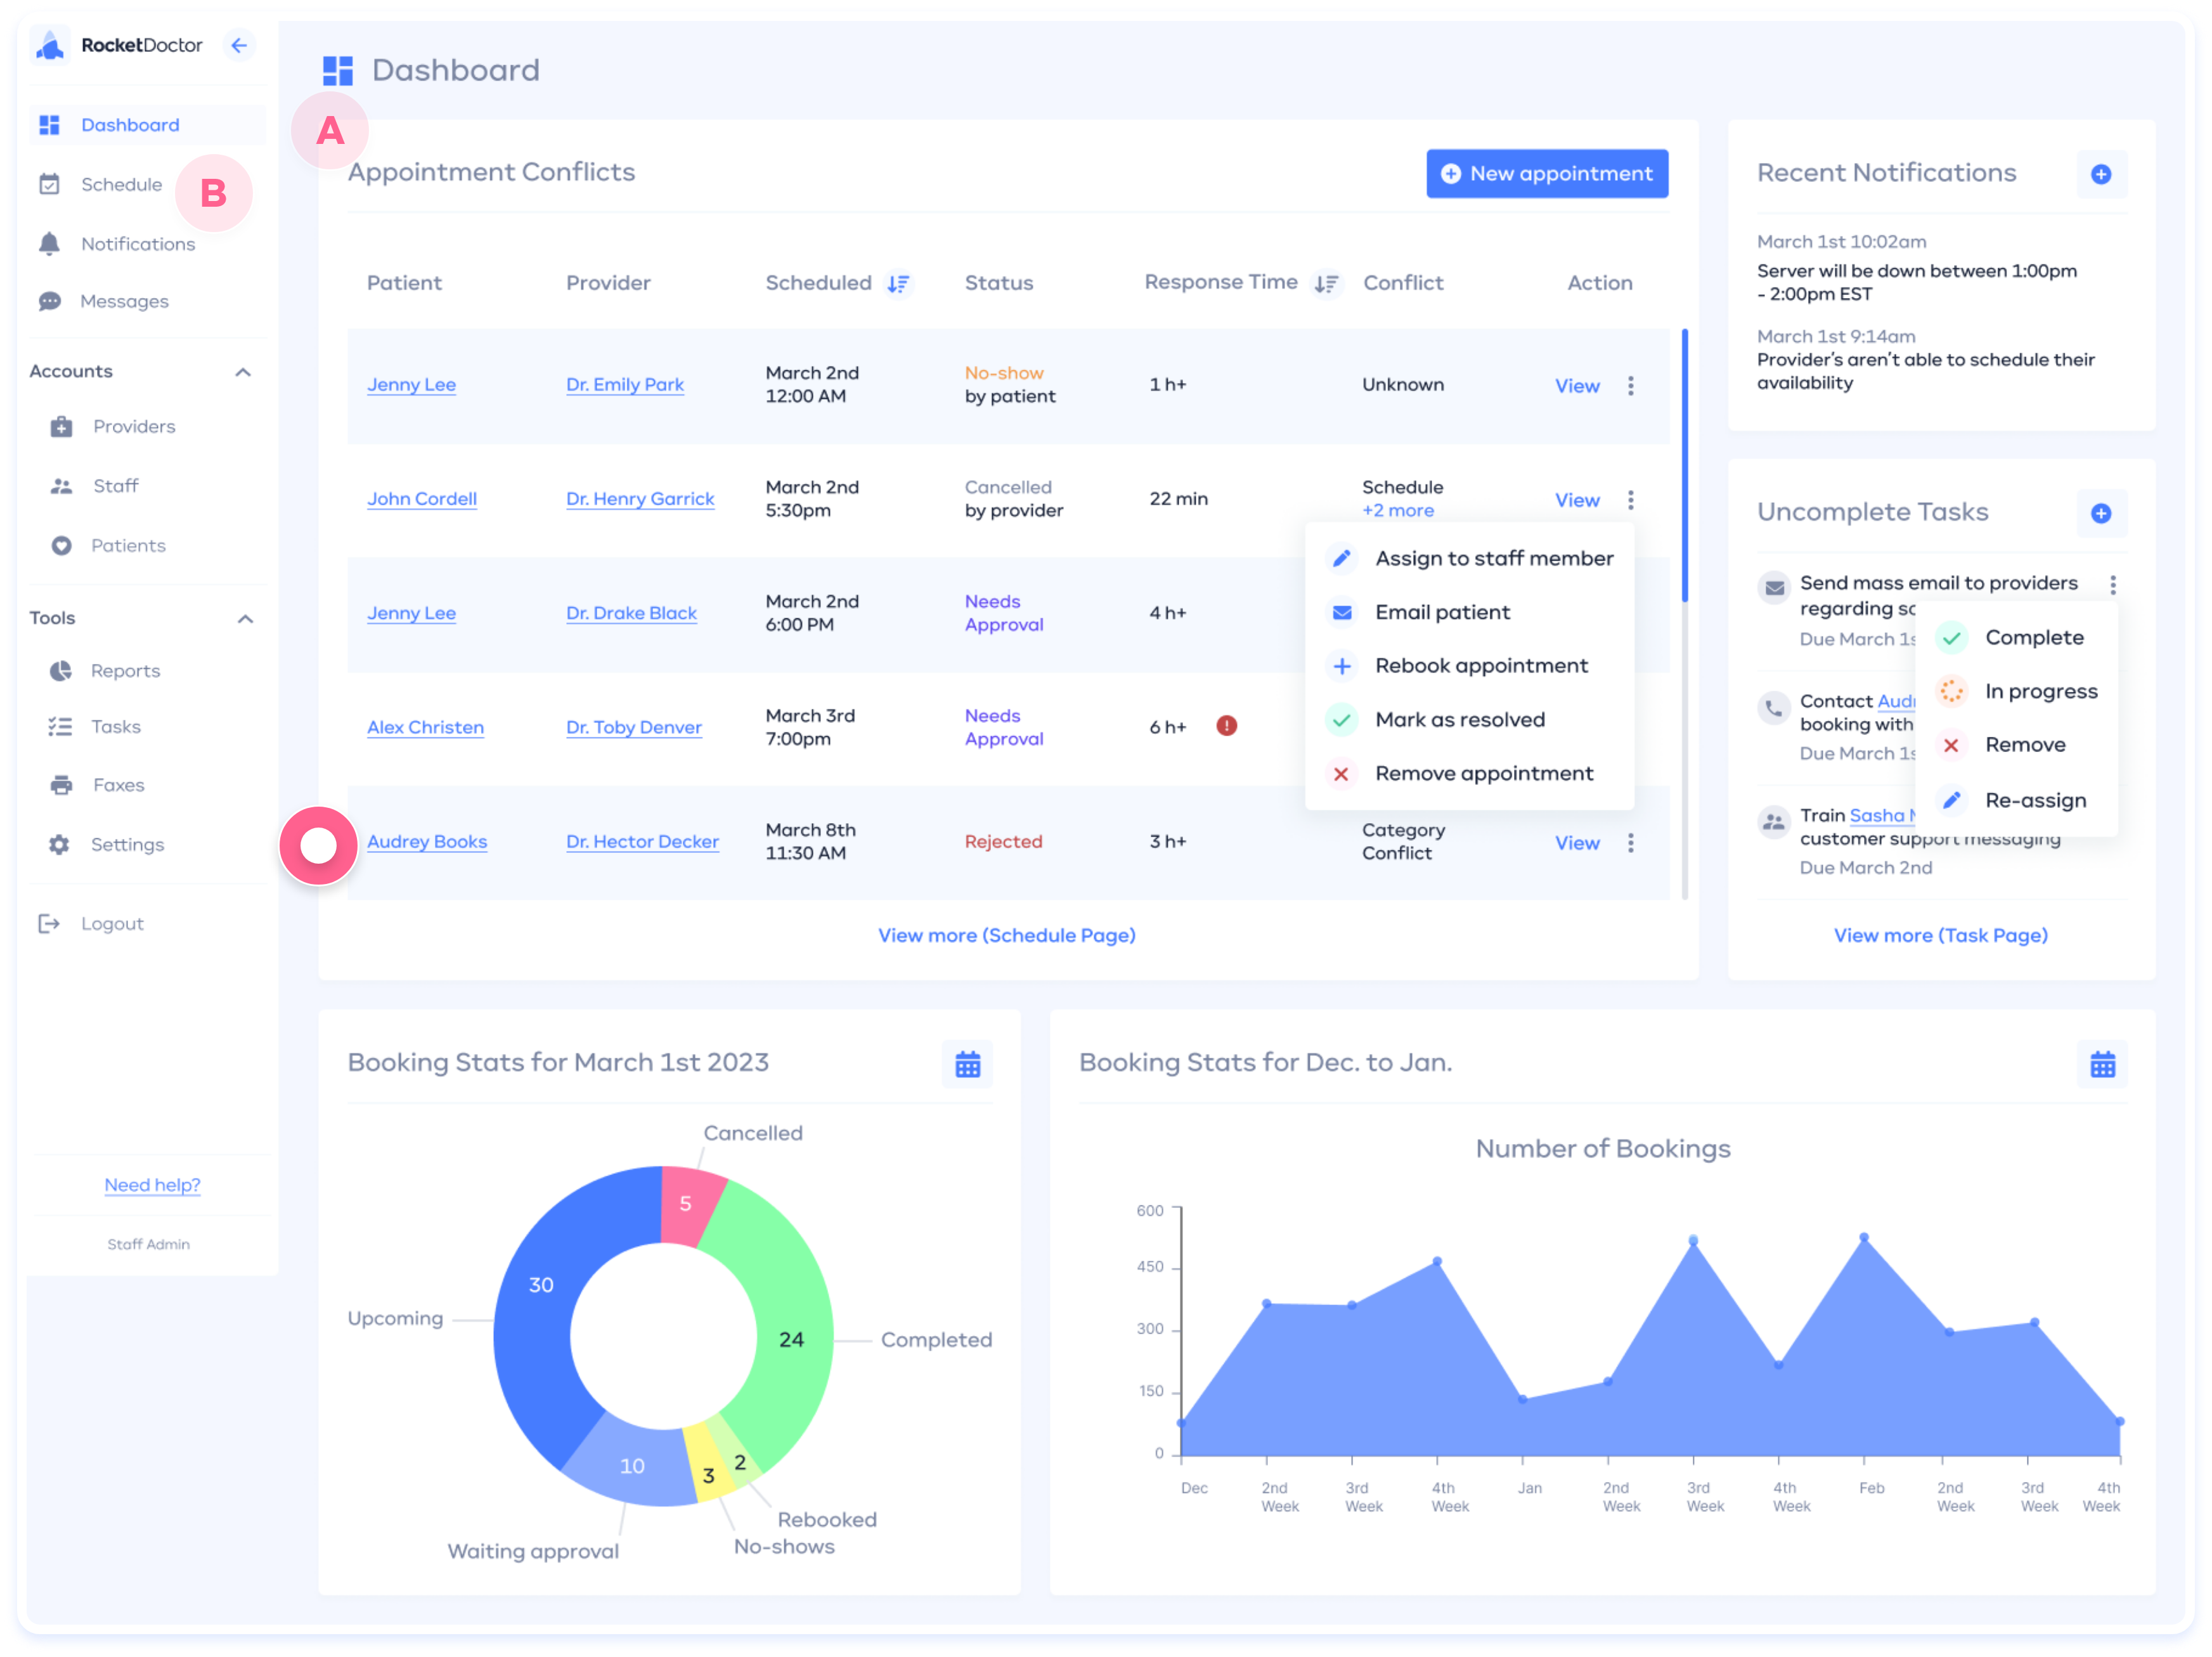 RocketDoctor
Dashboard
Schedule
Notifications
Messages
Accounts
Providers
Staff
Patients
Tools
Reports
Tasks
Faxes
Settings
Logout
Need help?
Staff Admin
Dashboard
A
B
Appointment Conflicts
New appointment
Patient Provider Scheduled Status Response Time Conflict Action
Jenny Lee Dr. Emily Park March 2nd No-show 1 h+ Unknown View
12:00 AM by patient
John Cordell Dr. Henry Garrick March 2nd Cancelled 22 min Schedule View
5:30pm by provider +2 more
Jenny Lee Dr. Drake Black March 2nd Needs 4 h+
6:00 PM Approval
Alex Christen Dr. Toby Denver March 3rd Needs 6 h+
7:00pm Approval
Audrey Books Dr. Hector Decker March 8th Rejected 3 h+ Category View
11:30 AM Conflict
Assign to staff member
Email patient
Rebook appointment
Mark as resolved
Remove appointment
View more (Schedule Page)
Recent Notifications
March 1st 10:02am
Server will be down between 1:00pm
- 2:00pm EST
March 1st 9:14am
Provider's aren't able to schedule their
availability
Uncomplete Tasks
Send mass email to providers
regarding
Due March
Contact
booking with
Due March
Train Sasha
customer support messaging
Due March 2nd
Complete
In progress
Remove
Re-assign
View more (Task Page)
Booking Stats for March 1st 2023
Cancelled
5
30
Upcoming
24
Completed
10
3
2
Rebooked
No-shows
Waiting approval
Booking Stats for Dec. to Jan.
Number of Bookings
600
450
300
150
0
Dec 2nd 3rd 4th Jan 2nd 3rd 4th Feb 2nd 3rd 4th
Week Week Week Week Week Week Week Week Week